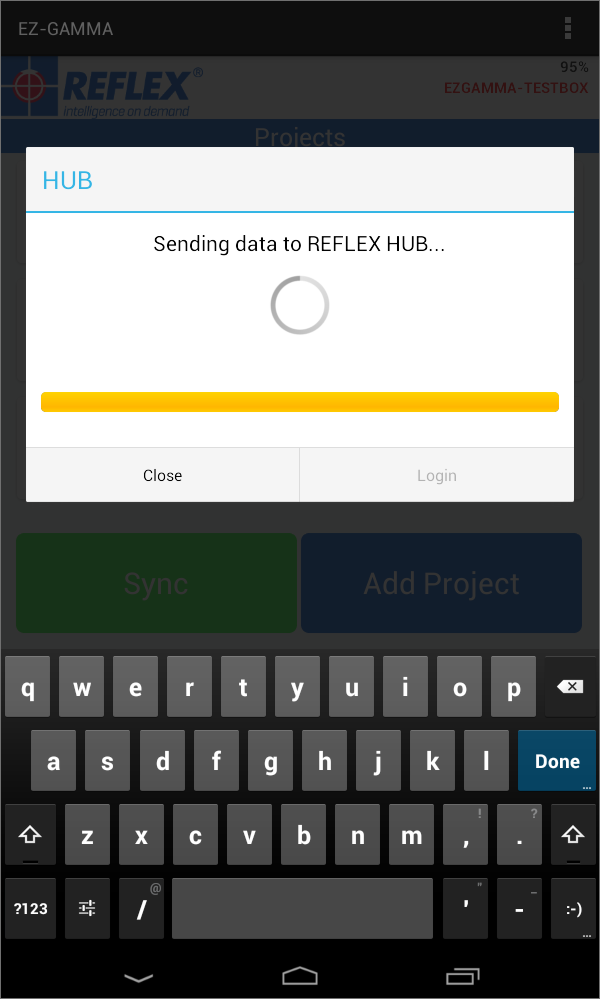 EZ-GAMMA
95%
REFLEX®
EZGAMMA-TESTBOX
Intelligence on demand
Projects
HUB
Sending data to REFLEX HUB...
Close Login
Sync Add Project
q w e r t y u i o p
a s d f g h j k l Done ...
z x c v b n m , ! . ?
?123 / @ ' " - _ :-) ...